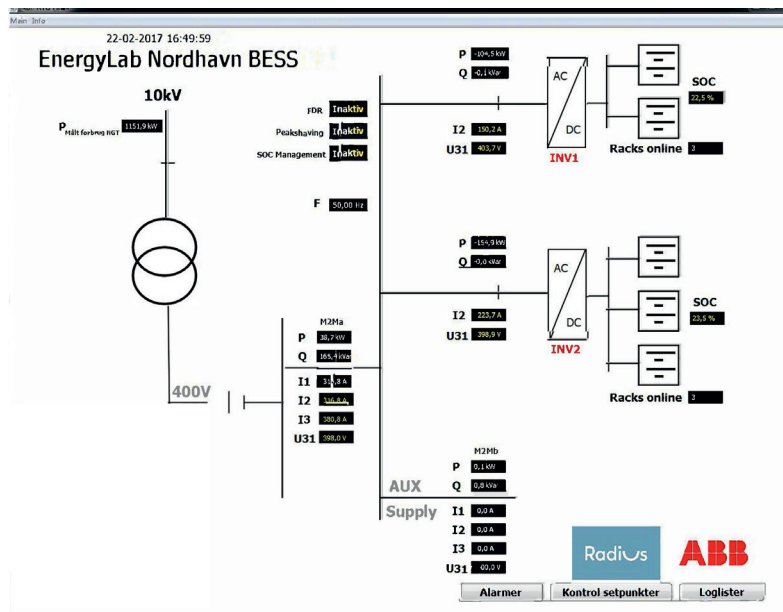 Main Info
22-02-2017 16:49:59
EnergyLab Nordhavn BESS
10kV
P Målt forbrug NGT 1151,9 kW
FDR Inaktiv
Peakshaving Inaktiv
SOC Management Inaktiv
F 50,00 Hz
P -104,5 kW
Q -0,1 kVar
I2 150,2 A
U31 403,7 V
AC
DC
INV1
SOC
22,5 %
Racks online 3
P -154,9 kW
Q
I2 223,7 A
U31 398,9 V
AC
DC
INV2
SOC
23,5 %
Racks online 3
400V
M2Ma
P 38,7 kW
Q 165,4 kVar
I1
I2 316,8 A
I3 380,8 A
U31 398,0 V
AUX
Supply
M2Mb
P 0,1 kW
Q 0,8 kVar
I1 0,0 A
I2 0,0 A
I3 0,0 A
U31
Radius
ABB
Alarmer
Kontrol setpunkter
Loglister